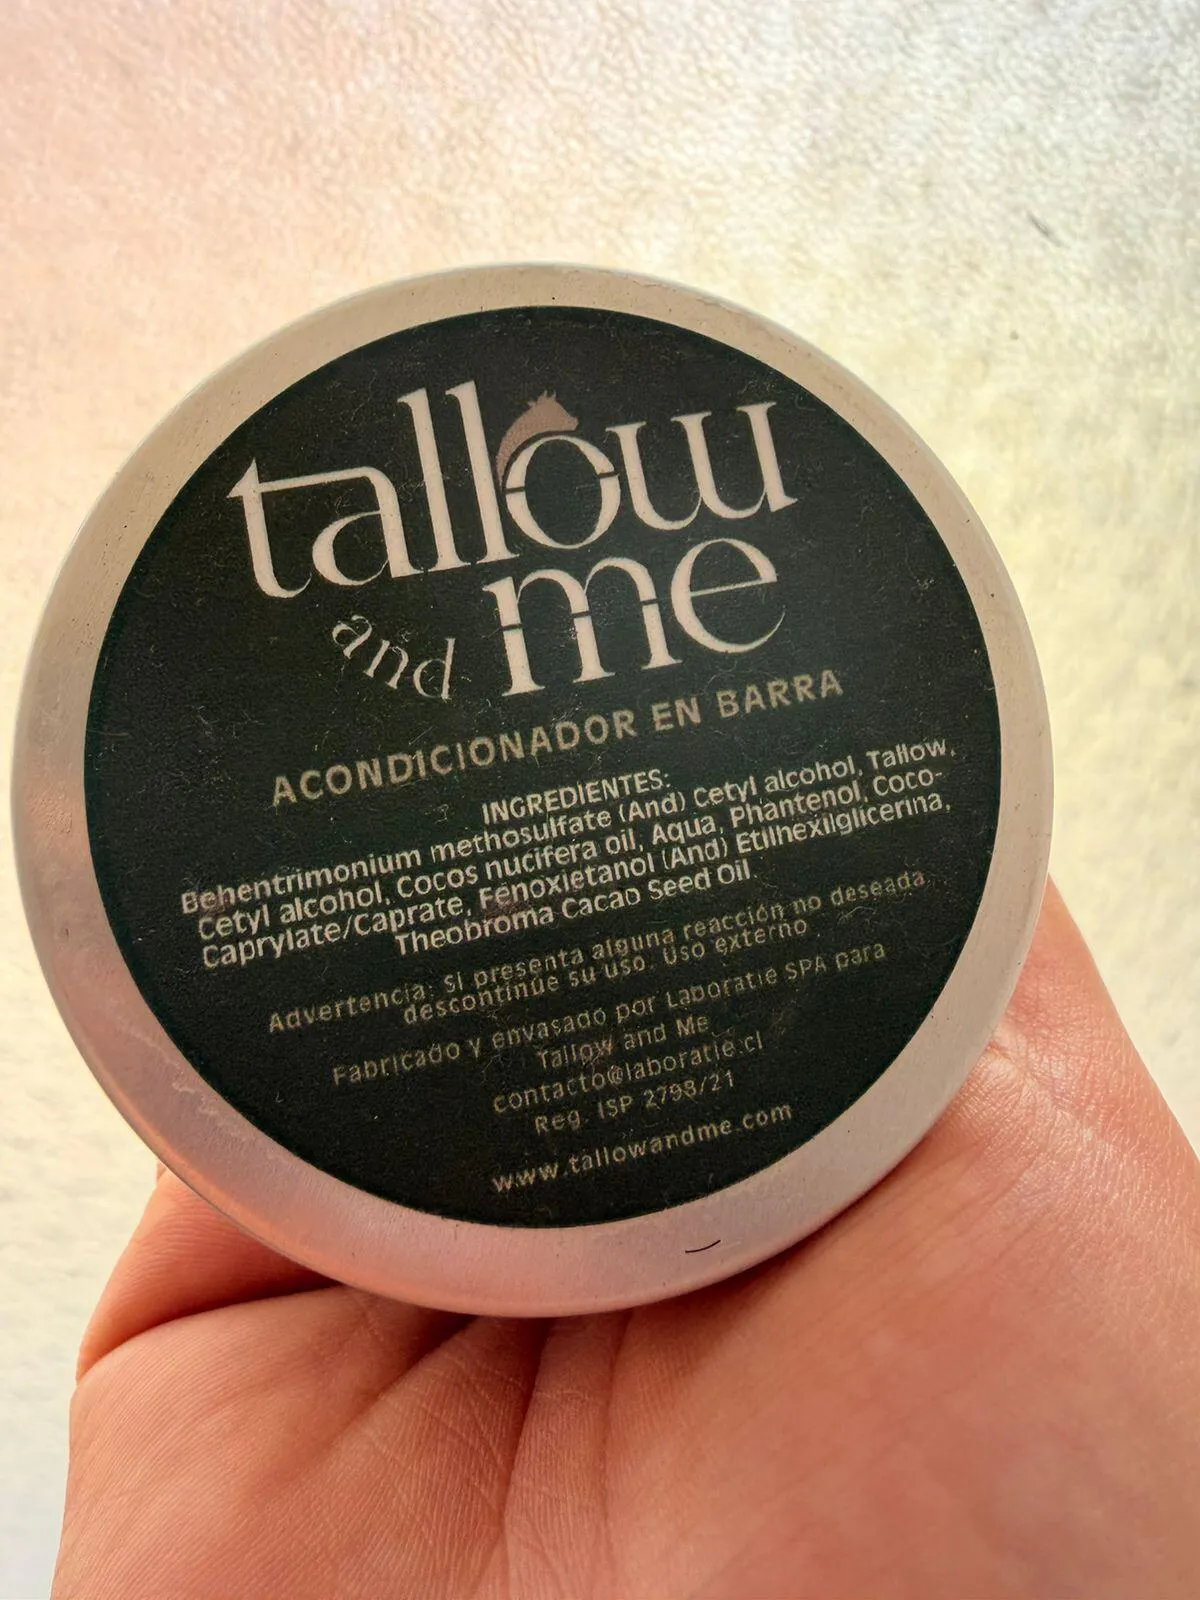 tallow
and me
ACONDICIONADOR EN BARRA
INGREDIENTES:
Behentrimonium methosulfate (And) Cetyl alcohol, Tallow,
Cetyl alcohol, Cocos nucifera oil, Aqua, Phantenol, Coco-
Caprylate/Caprate, Fenoxietanol (And) Etilhexilglicerina,
Theobroma Cacao Seed Oil.
Advertencia: Si presenta alguna reacción no deseada
descontinúe su uso. Uso externo
Fabricado y envasado por Laboratie SPA para
Tallow and Me
contacto@laboratie.cl
Reg. ISP 2798/21
www.tallowandme.com